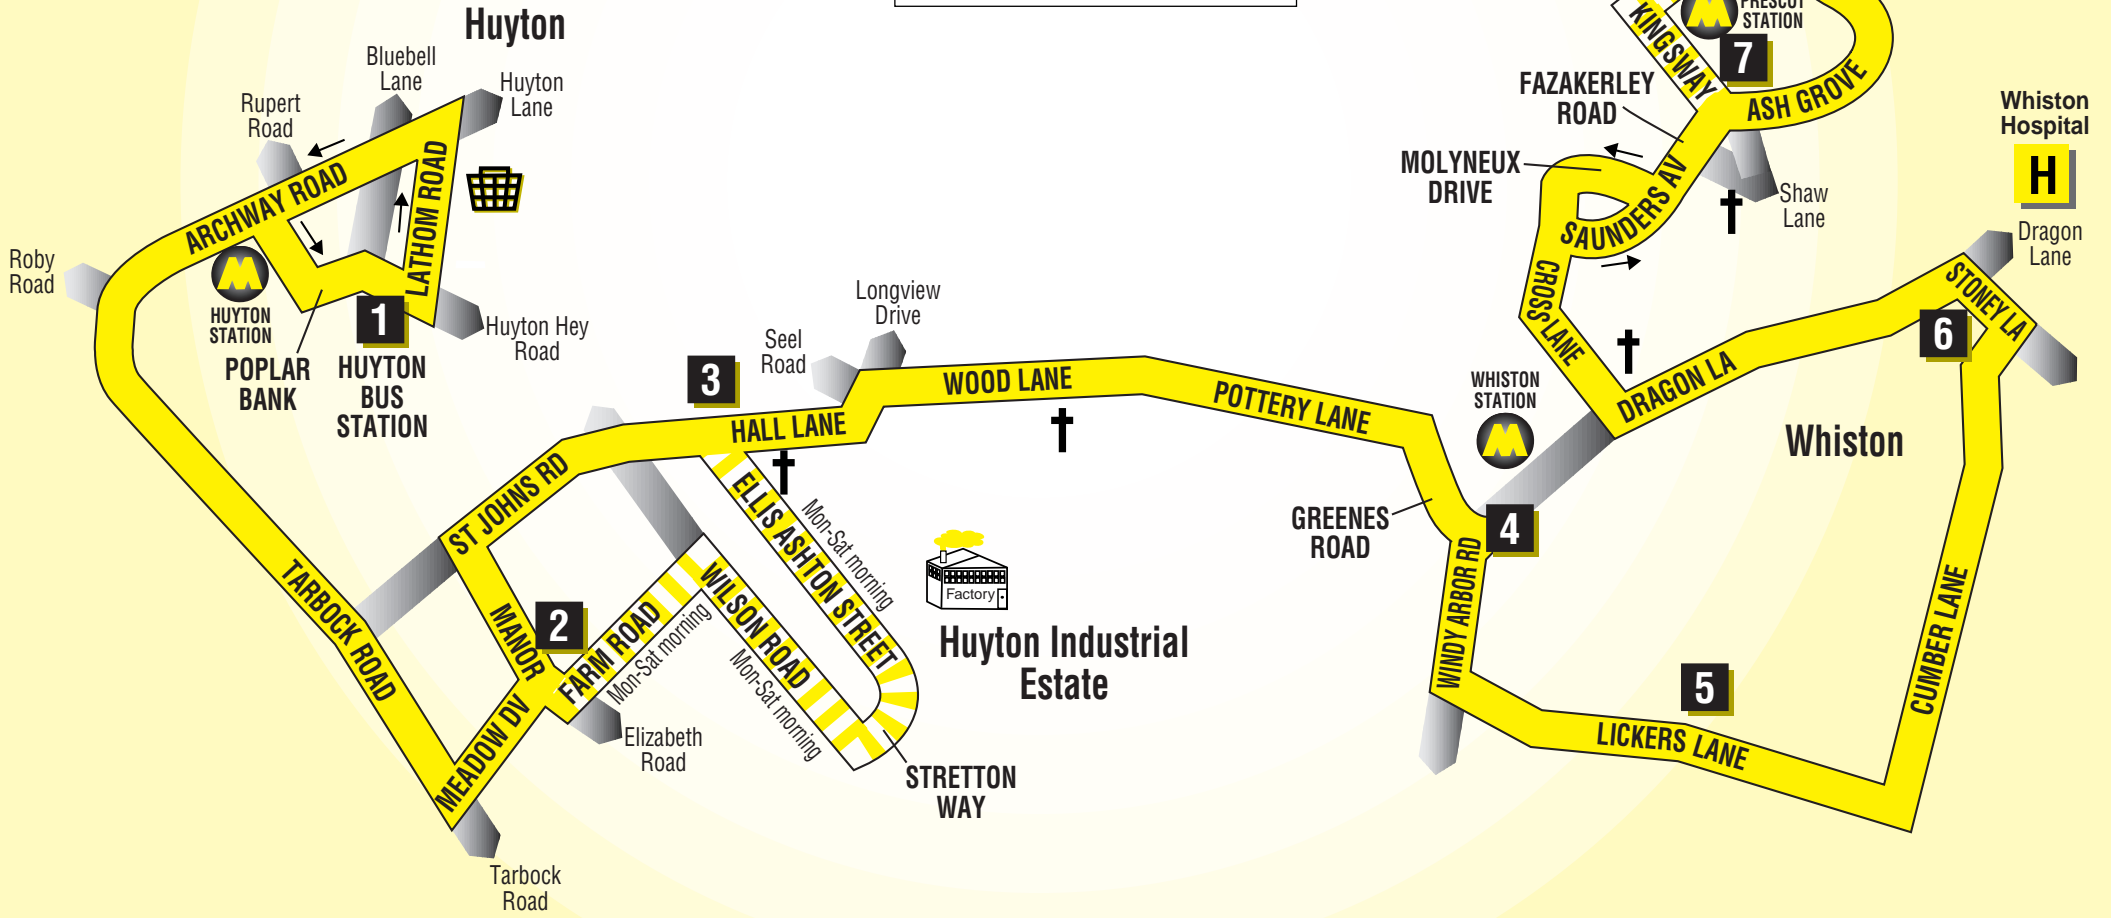 Huyton
Bluebell
Lane
Huyton
Lane
Rupert
Road
ARCHWAY ROAD
LATHOM ROAD
Roby
Road
HUYTON
STATION
POPLAR
BANK
1
HUYTON
BUS
STATION
Huyton Hey
Road
TARBOCK ROAD
MEADOW DV
Tarbock
Road
MANOR
2
FARM ROAD
Mon-Sat morning
Elizabeth
Road
WILSON ROAD
Mon-Sat morning
STRETTON
WAY
ELLIS ASHTON STREET
Mon-Sat morning
ST JOHNS RD
3
HALL LANE
Seel
Road
Longview
Drive
WOOD LANE
POTTERY LANE
Factory
Huyton Industrial
Estate
GREENES
ROAD
4
WHISTON
STATION
WINDY ARBOR RD
5
LICKERS LANE
CUMBER LANE
6
STONEY LA
Dragon
Lane
Whiston
Hospital
H
Whiston
DRAGON LA
CROSS LANE
SAUNDERS AV
MOLYNEUX
DRIVE
FAZAKERLEY
ROAD
Shaw
Lane
ASH GROVE
7
KINGSWAY
PRESCOT
STATION